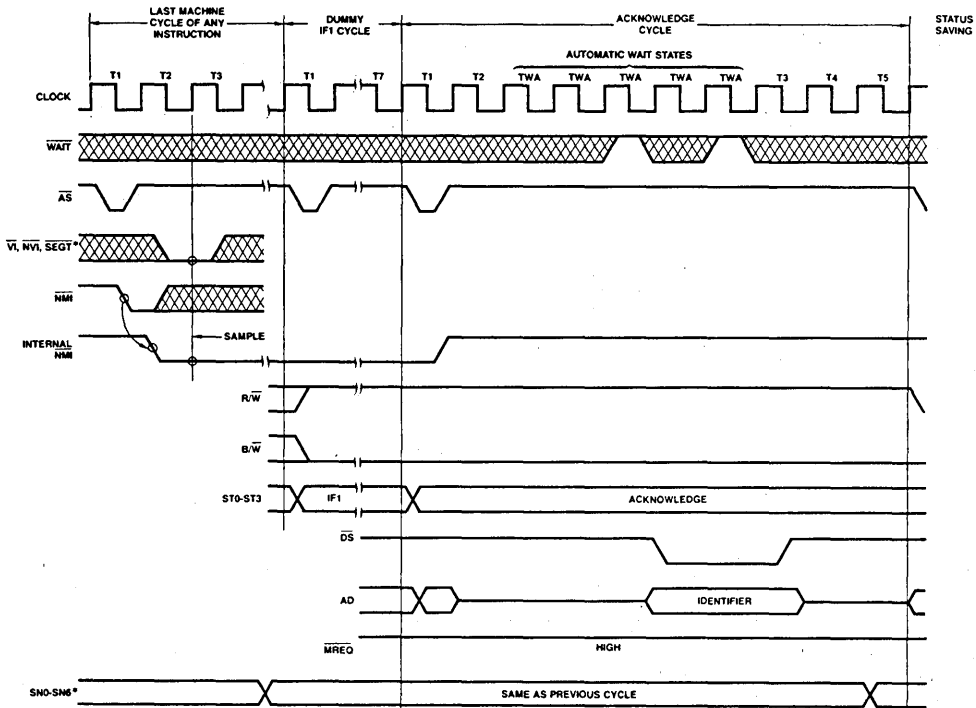 LAST MACHINE
CYCLE OF ANY
INSTRUCTION
DUMMY
IF1 CYCLE
ACKNOWLEDGE
CYCLE
STATUS
SAVING
AUTOMATIC WAIT STATES
T1 T2 T3 T1 T7 T1 T2 TWA TWA TWA TWA TWA T3 T4 T5
CLOCK
WAIT
AS
VI, NVI, SEGT*
NMI
INTERNAL
NMI
SAMPLE
R/W
B/W
ST0-ST3 IF1 ACKNOWLEDGE
DS
AD IDENTIFIER
MREQ HIGH
SN0-SN6* SAME AS PREVIOUS CYCLE